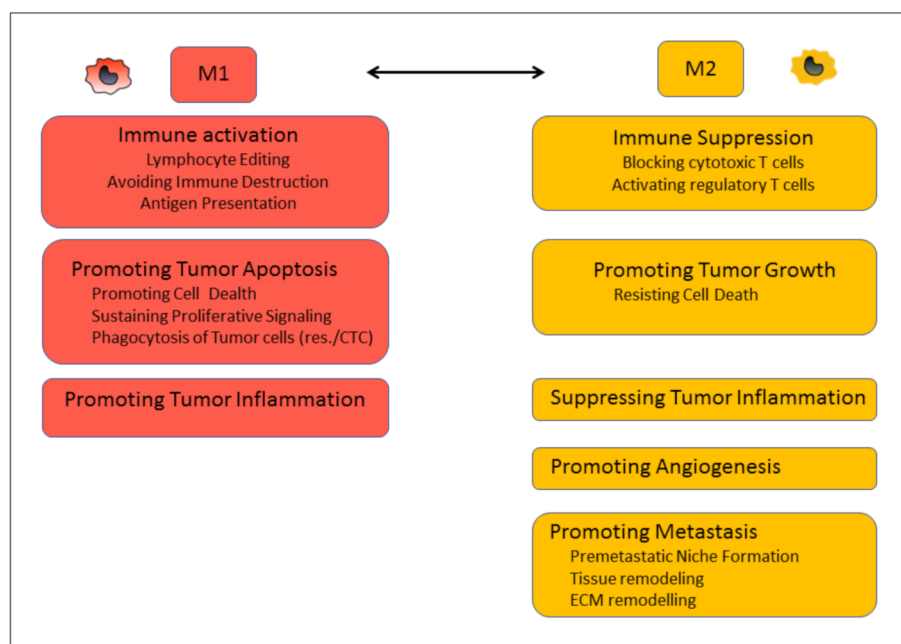 M1
Immune activation
Lymphocyte Editing
Avoiding Immune Destruction
Antigen Presentation
Promoting Tumor Apoptosis
Promoting Cell Dealth
Sustaining Proliferative Signaling
Phagocytosis of Tumor cells (res./CTC)
Promoting Tumor Inflammation
M2
Immune Suppression
Blocking cytotoxic T cells
Activating regulatory T cells
Promoting Tumor Growth
Resisting Cell Death
Suppressing Tumor Inflammation
Promoting Angiogenesis
Promoting Metastasis
Premetastatic Niche Formation
Tissue remodeling
ECM remodelling